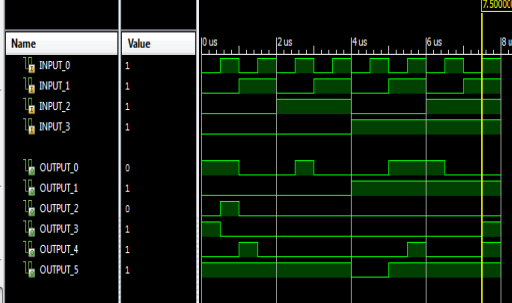 7.50000
Name Value
0 us 2 us 4 us 6 us 8 u
INPUT_0 1
INPUT_1 1
INPUT_2 1
INPUT_3 1
OUTPUT_0 0
OUTPUT_1 1
OUTPUT_2 0
OUTPUT_3 1
OUTPUT_4 1
OUTPUT_5 1